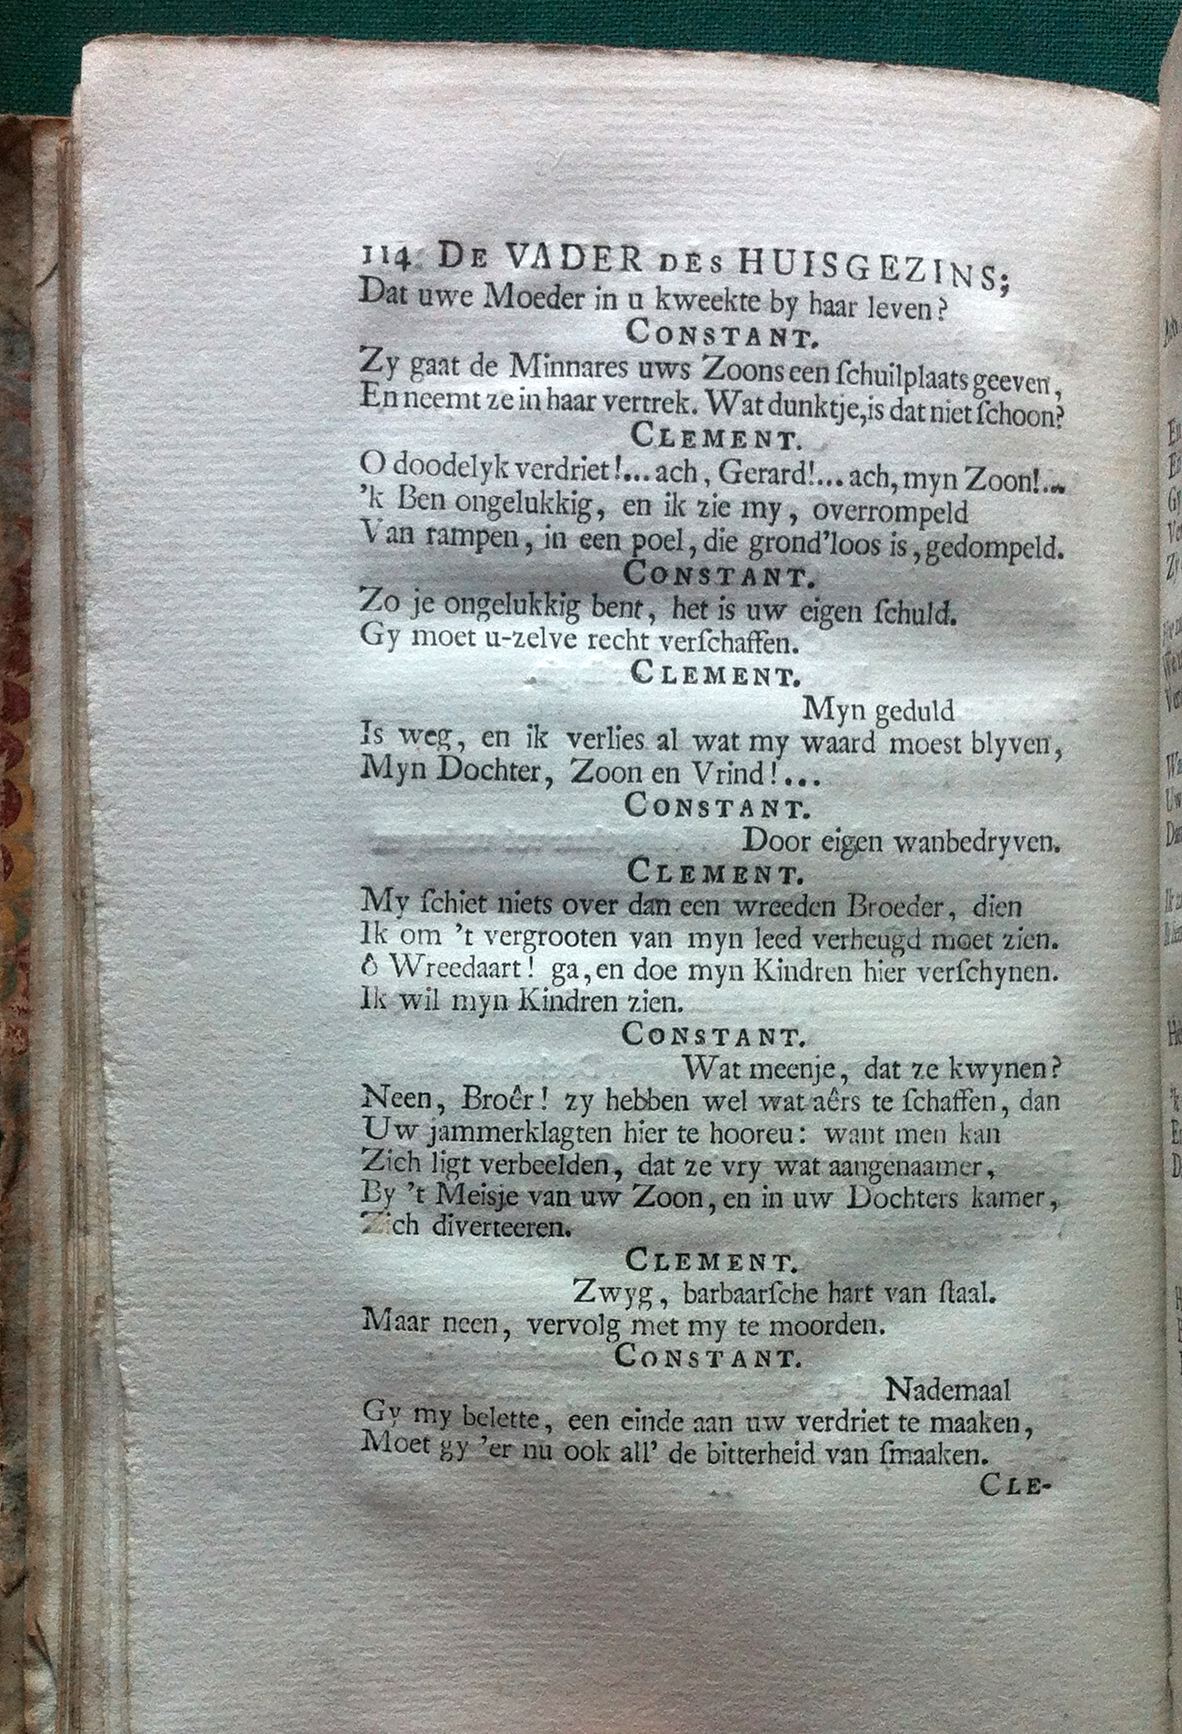 114 DE VADER DES HUISGEZINS;
Dat uwe Moeder in u kweekte by haar leven?
CONSTANT.
Zy gaat de Minnares uws Zoons een ſchuilplaats geeven,
En neemt ze in haar vertrek. Wat dunktje, is dat niet ſchoon?
CLEMENT.
O doodelyk verdriet!... ach, Gerard!... ach, myn Zoon!...
'k Ben ongelukkig, en ik zie my, overrompeld
Van rampen, in een poel, die grond'loos is, gedompeld.
CONSTANT.
Zo je ongelukkig bent, het is uw eigen ſchuld.
Gy moet u-zelve recht verſchaffen.
CLEMENT.
Myn geduld
Is weg, en ik verlies al wat my waard moest blyven,
Myn Dochter, Zoon en Vrind!...
CONSTANT.
Door eigen wanbedryven.
CLEMENT.
My ſchiet niets over dan een wreeden Broeder, dien
Ik om 't vergrooten van myn leed verheugd moet zien.
ô Wreedaart! ga, en doe myn Kindren hier verſchynen.
Ik wil myn Kindren zien.
CONSTANT.
Wat meenje, dat ze kwynen?
Neen, Broêr! zy hebben wel wat aêrs te ſchaffen, dan
Uw jammerklagten hier te hooreu: want men kan
Zich ligt verbeelden, dat ze vry wat aangenaamer,
By 't Meisje van uw Zoon, en in uw Dochters kamer,
Zich diverteeren.
CLEMENT.
Zwyg, barbaarſche hart van ſtaal.
Maar neen, vervolg met my te moorden.
CONSTANT.
Nademaal
Gy my belette, een einde aan uw verdriet te maaken,
Moet gy 'er nu ook all' de bitterheid van ſmaaken.
CLE-